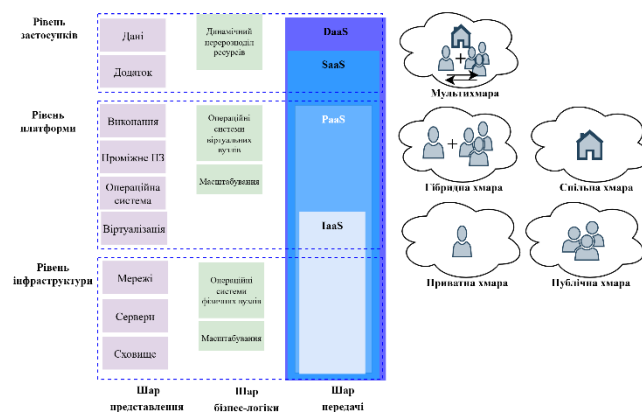 Рівень
застосунків
Дані
Додаток
Динамічний
перерозподіл
ресурсів
DaaS
SaaS
Мультихмара
Рівень
платформи
Виконання
Проміжне ПЗ
Операційна
система
Віртуалізація
Операційні
системи
віртуальних
вузлів
Масштабування
PaaS
IaaS
Гібридна хмара
Спільна хмара
Приватна хмара
Публічна хмара
Рівень
інфраструктури
Мережі
Сервери
Сховище
Операційні
системи
фізичних вузлів
Масштабування
Шар
представлення
Шар
бізнес-логіки
Шар
передачі